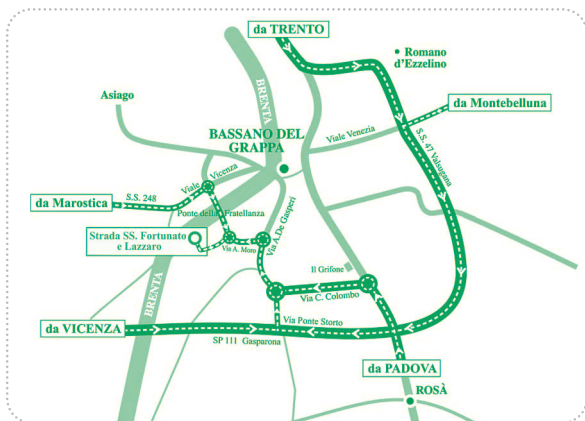 da TRENTO
Romano
d'Ezzelino
BRENTA
Asiago
da Montebelluna
Viale Venezia
BASSANO DEL
GRAPPA
S.S. 47 Valsugana
Viale Vicenza
S.S. 248
da Marostica
Ponte della Fratellanza
Strada SS. Fortunato
e Lazzaro
Via A. Moro
Via A.De Gasperi
Il Grifone
BRENTA
Via C. Colombo
Via Ponte Storto
da VICENZA
SP 111 Gasparona
da PADOVA
ROSÀ